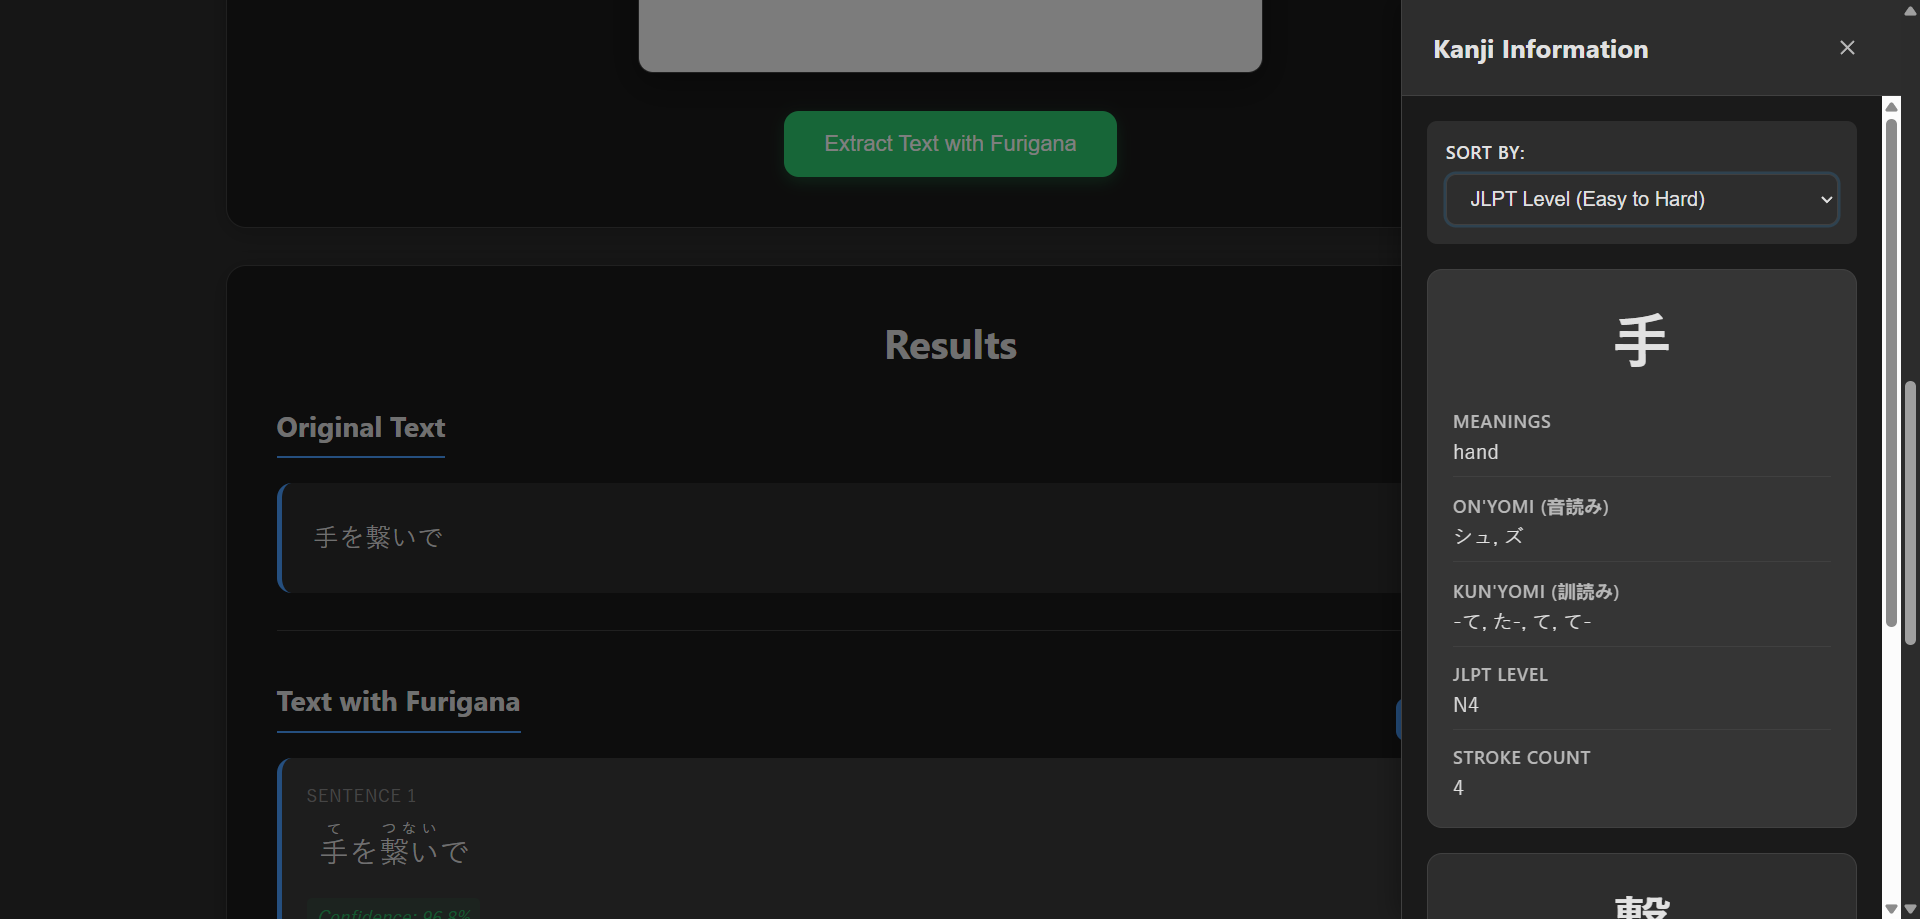 Extract Text with Furigana
Results
Original Text
手を繋いで
Text with Furigana
SENTENCE 1
て つない
手を繋いで
Confidence: 96.8%
Kanji Information
×
SORT BY:
JLPT Level (Easy to Hard)
手
MEANINGS
hand
ON'YOMI (音読み)
シュ, ズ
KUN'YOMI (訓読み)
-て, た-, て, て-
JLPT LEVEL
N4
STROKE COUNT
4
繋